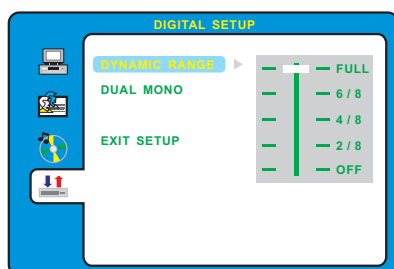 DIGITAL SETUP
DYNAMIC RANGE
DUAL MONO
EXIT SETUP
FULL
6 / 8
4 / 8
2 / 8
OFF